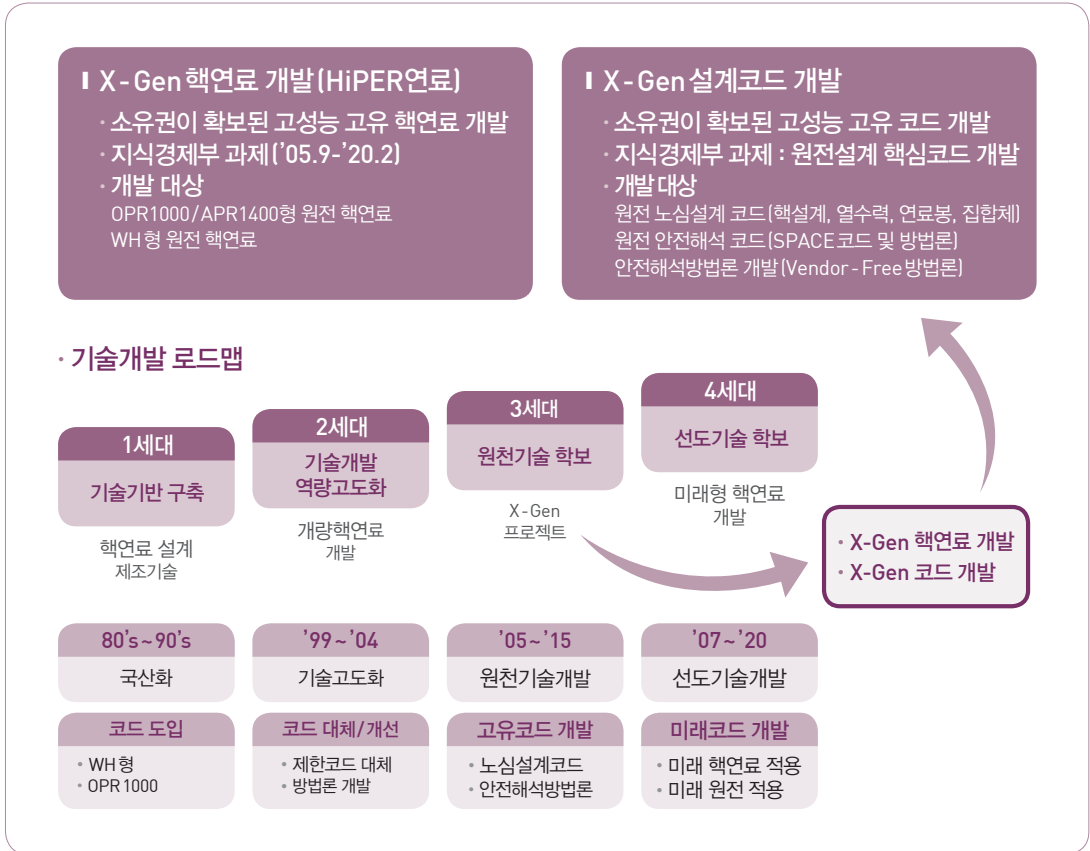 X-Gen 핵연료 개발(HiPER연료)
· 소유권이 확보된 고성능 고유 핵연료 개발
· 지식경제부 과제('05.9-'20.2)
· 개발 대상
OPR1000/APR1400형 원전 핵연료
WH형 원전 핵연료
X-Gen 설계코드 개발
· 소유권이 확보된 고성능 고유 코드 개발
· 지식경제부 과제 : 원전설계 핵심코드 개발
· 개발 대상
원전 노심설계 코드(핵설계, 열수력, 연료봉, 집합체)
원전 안전해석 코드(SPACE코드 및 방법론)
안전해석방법론 개발(Vendor-Free방법론)
· 기술개발 로드맵
1세대
기술기반 구축
핵연료 설계
제조기술
2세대
기술개발
역량고도화
개량핵연료
개발
3세대
원천기술 학보
X-Gen
프로젝트
4세대
선도기술 학보
미래형 핵연료
개발
· X-Gen 핵연료 개발
· X-Gen 코드 개발
80's~90's
국산화
'99~'04
기술고도화
'05~'15
원천기술개발
'07~'20
선도기술개발
코드 도입
· WH형
· OPR1000
코드 대체/개선
· 제한코드 대체
· 방법론 개발
고유코드 개발
· 노심설계코드
· 안전해석방법론
미래코드 개발
· 미래 핵연료 적용
· 미래 원전 적용